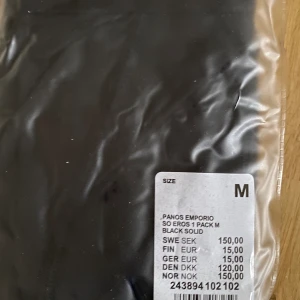 SIZE
M
PANOS EMPORIO
SO EROS 1 PACK M
BLACK SOLID
SWE SEK 150,00
FIN EUR 15,00
GER EUR 15,00
DEN DKK 120,00
NOR NOK 150,00
243894 102 102